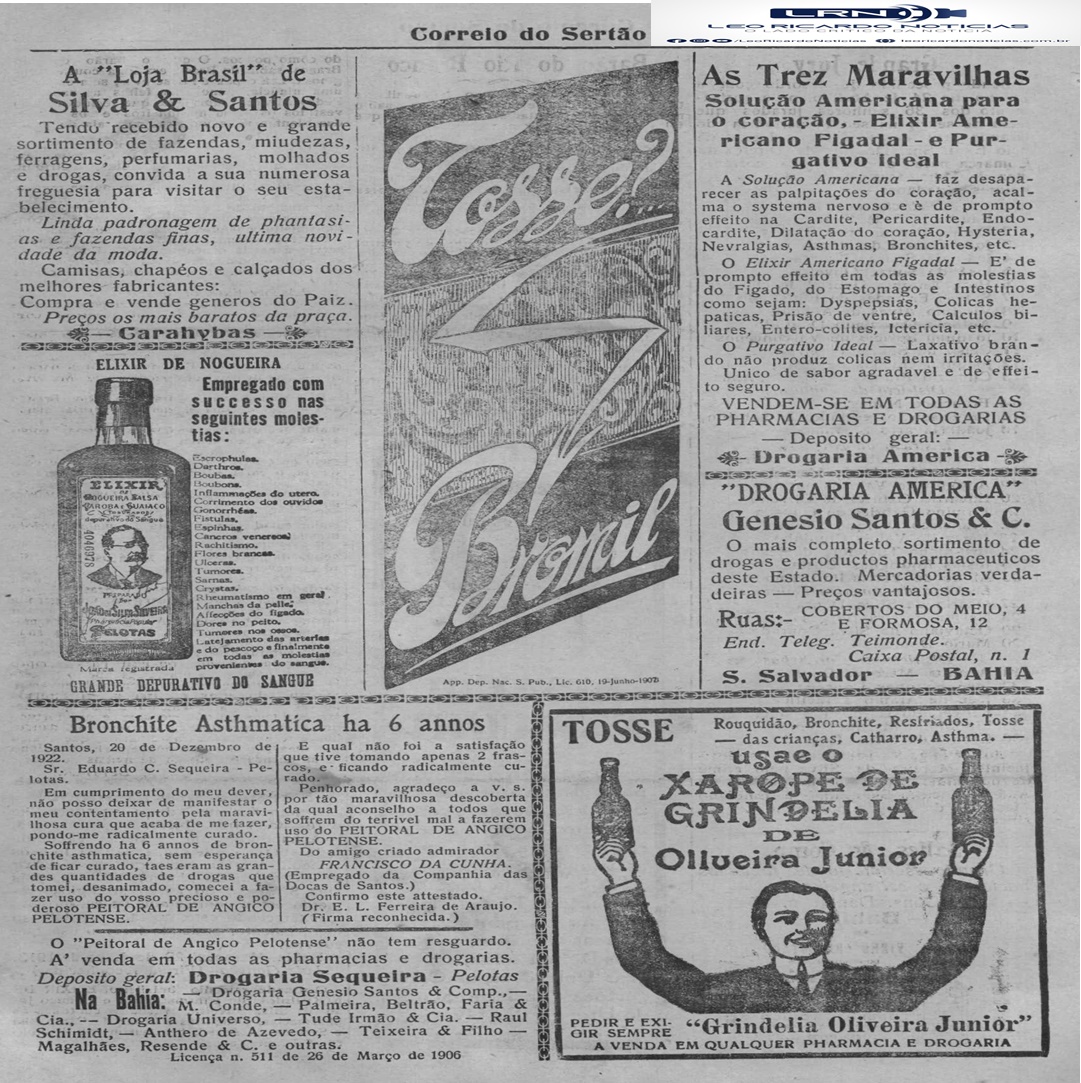 Correio do Sertão
LRN
LEO RICARDO NOTICIAS
O LADO CRITICO DA NOTICIA
/LeoRicardoNoticias leoricardonoticias.com.br
A "Loja Brasil" de
Silva & Santos
Tendo recebido novo e grande
sortimento de fazendas, miudezas,
ferragens, perfumarias, molhados
e drogas, convida a sua numerosa
freguesia para visitar o seu esta-
belecimento.
Linda padronagem de phantasi-
as e fazendas finas, ultima novi-
dade da moda.
Camisas, chapéos e calçados dos
melhores fabricantes:
Compra e vende generos do Paiz.
Preços os mais baratos da praça.
Carahybas
ELIXIR DE NOGUEIRA
Empregado com
successo nas
seguintes moles-
tias:
Escrophulas.
Darthros.
Boubas.
Boubons.
Inflammações do utero.
Corrimento dos ouvidos
Gonorrhéas.
Fistulas.
Espinhas.
Cancros venereos
Rachitismo.
Flores brancas.
Ulceras.
Tumores.
Sarnas.
Crystas.
Rheumatismo em geral
Manchas da pelle.
Affecções do figado.
Dores no peito.
Tumores nos ossos.
Latejamento das arterias
e do pescoço e finalmente
em todas as molestias
provenientes do sangue.
ELIXIR
NOGUEIRA SALSA
CAROBA E GUAIACO
depurativo do Sangue
4046978
PREPARADO
JOÃO DA SILVA SILVEIRA
PELOTAS
Marca registrada
GRANDE DEPURATIVO DO SANGUE
Tosse?...
Bromil
App. Dep. Nac. S. Pub., Lic. 610, 19-Junho-1907
As Trez Maravilhas
Solução Americana para
o coração, - Elixir Ame-
ricano Figadal - e Pur-
gativo ideal
A Solução Americana — faz desapa-
recer as palpitações do coração, acal-
ma o systema nervoso e è de prompto
effeito na Cardite, Pericardite, Endo-
cardite, Dilatação do coração, Hysteria,
Nevralgias, Asthmas, Bronchites, etc.
O Elixir Americano Figadal — E' de
prompto effeito em todas as molestias
do Figado, do Estomago e Intestinos
como sejam: Dyspepsias, Colicas he-
paticas, Prisão de ventre, Calculos bi-
liares, Entero-colites, Ictericia, etc.
O Purgativo Ideal — Laxativo bran-
do não produz colicas nem irritações.
Unico de sabor agradavel e de effei-
to seguro.
VENDEM-SE EM TODAS AS
PHARMACIAS E DROGARIAS
— Deposito geral: —
Drogaria America
"DROGARIA AMERICA"
Genesio Santos & C.
O mais completo sortimento de
drogas e productos pharmaceuticos
deste Estado. Mercadorias verda-
deiras — Preços vantajosos.
Ruas:- COBERTOS DO MEIO, 4
E FORMOSA, 12
End. Teleg. Teimonde.
Caixa Postal, n. 1
S. Salvador — BAHIA
Bronchite Asthmatica ha 6 annos
Santos, 20 de Dezembro de
1922.
Sr. Eduardo C. Sequeira - Pe-
lotas.
Em cumprimento do meu dever,
não posso deixar de manifestar o
meu contentamento pela maravi-
lhosa cura que acaba de me fazer,
pondo-me radicalmente curado.
Soffrendo ha 6 annos de bron-
chite asthmatica, sem esperança
de ficar curado, taes eram as gran-
des quantidades de drogas que
tomei, desanimado, comecei a fa-
zer uso do vosso precioso e po-
deroso PEITORAL DE ANGICO
PELOTENSE.
E qual não foi a satisfação
que tive tomando apenas 2 fras-
cos, e ficando radicalmente cu-
rado.
Penhorado, agradeço a v. s.
por tão maravilhosa descoberta
da qual aconselho a todos que
soffrem do terrivel mal a fazerem
uso do PEITORAL DE ANGICO
PELOTENSE.
Do amigo criado admirador
FRANCISCO DA CUNHA.
(Empregado da Companhia das
Docas de Santos.)
Confirmo este attestado.
Dr. E. L. Ferreira de Araujo.
(Firma reconhecida.)
O "Peitoral de Angico Pelotense" não tem resguardo.
A' venda em todas as pharmacias e drogarias.
Deposito geral: Drogaria Sequeira - Pelotas
Na Bahia: — Drogaria Genesio Santos & Comp.,—
M. Conde, — Palmeira, Beltrão, Faria &
Cia., -- Drogaria Universo, — Tude Irmão & Cia. — Raul
Schimidt, — Anthero de Azevedo, — Teixeira & Filho —
Magalhães, Resende & C. e outras.
Licença n. 511 de 26 de Março de 1906
TOSSE
Rouquidão, Bronchite, Resfriados, Tosse
— das crianças, Catharro, Asthma. —
usae o
XAROPE DE
GRINDELIA
DE
Oliveira Junior
PEDIR E EXI-
GIR SEMPRE "Grindelia Oliveira Junior"
A VENDA EM QUALQUER PHARMACIA E DROGARIA